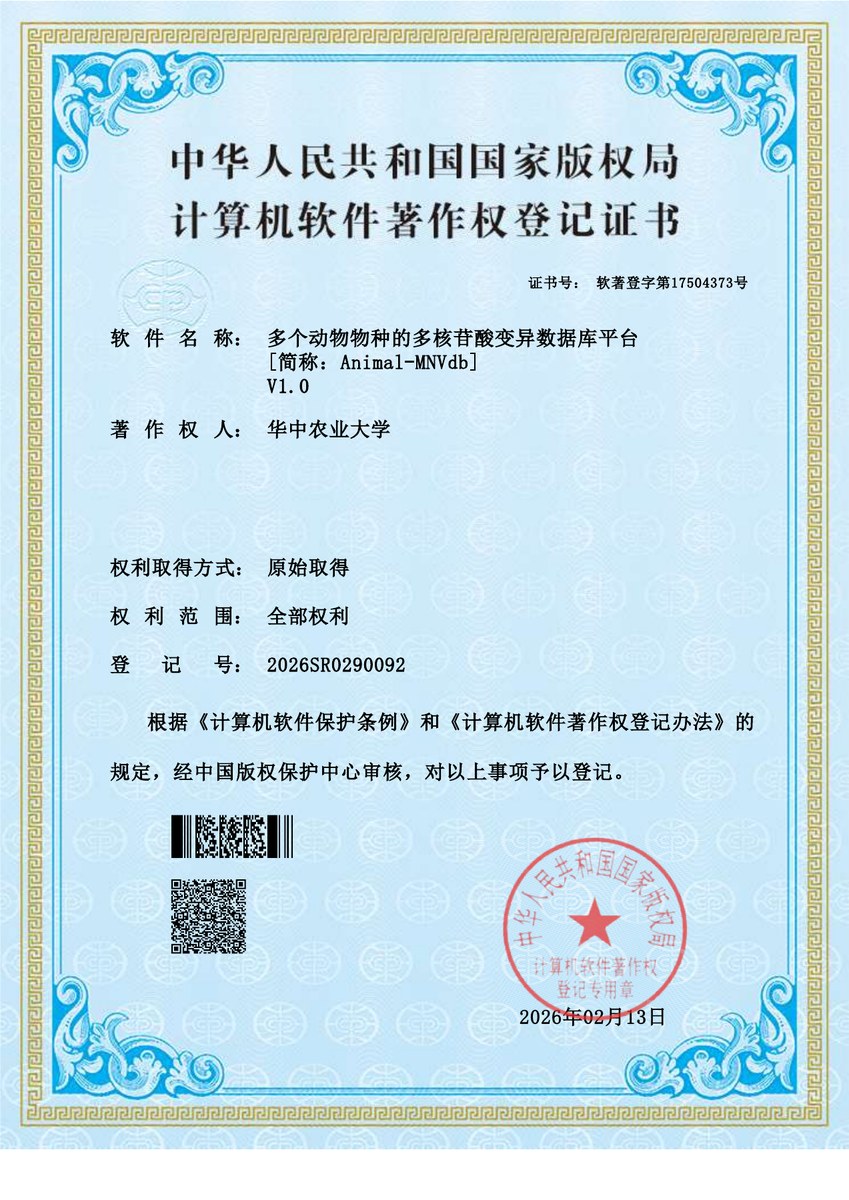 中华人民共和国国家版权局
计算机软件著作权登记证书
证书号： 软著登字第17504373号
软件名称： 多个动物物种的多核苷酸变异数据库平台
[简称：Animal-MNVdb]
V1.0
著作权人： 华中农业大学
权利取得方式： 原始取得
权利范围： 全部权利
登记号： 2026SR0290092
根据《计算机软件保护条例》和《计算机软件著作权登记办法》的
规定，经中国版权保护中心审核，对以上事项予以登记。
中华人民共和国国家版权局
计算机软件著作权
登记专用章
2026年02月13日